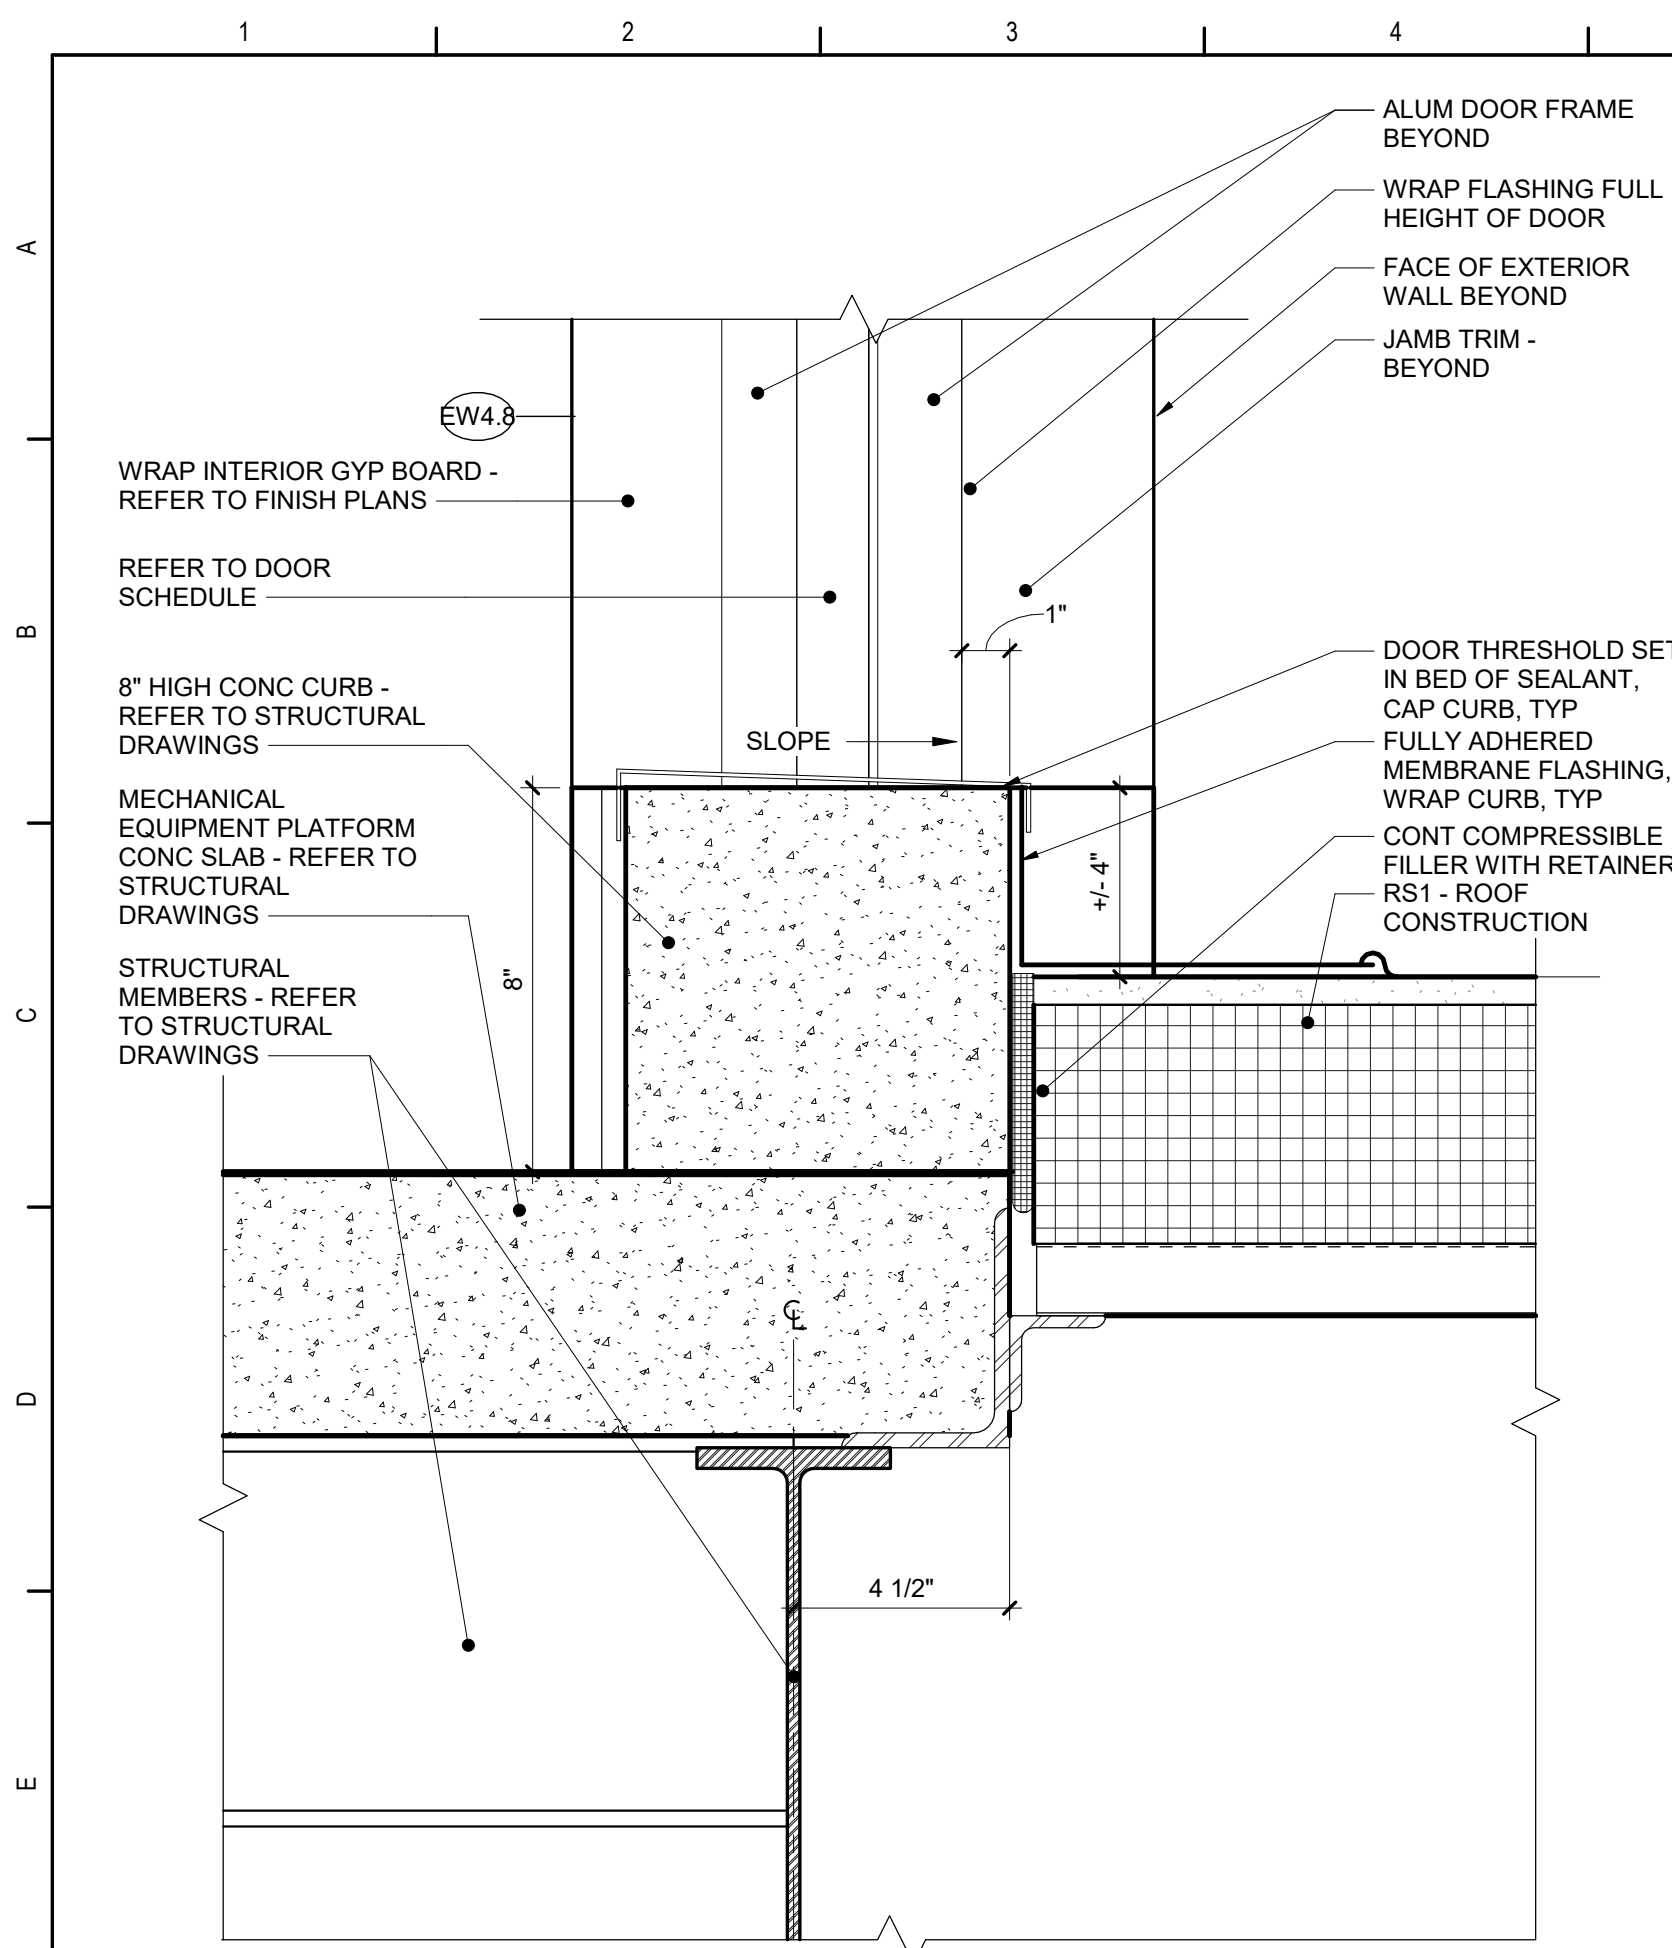 1
2
3
4
A
B
C
D
E
ALUM DOOR FRAME
BEYOND
WRAP FLASHING FULL
HEIGHT OF DOOR
FACE OF EXTERIOR
WALL BEYOND
JAMB TRIM -
BEYOND
EW4.8
WRAP INTERIOR GYP BOARD -
REFER TO FINISH PLANS
REFER TO DOOR
SCHEDULE
1"
8" HIGH CONC CURB -
REFER TO STRUCTURAL
DRAWINGS
SLOPE
DOOR THRESHOLD SET
IN BED OF SEALANT,
CAP CURB, TYP
FULLY ADHERED
MEMBRANE FLASHING,
WRAP CURB, TYP
MECHANICAL
EQUIPMENT PLATFORM
CONC SLAB - REFER TO
STRUCTURAL
DRAWINGS
+/- 4"
CONT COMPRESSIBLE
FILLER WITH RETAINER
RS1 - ROOF
CONSTRUCTION
8"
STRUCTURAL
MEMBERS - REFER
TO STRUCTURAL
DRAWINGS
CL
4 1/2"